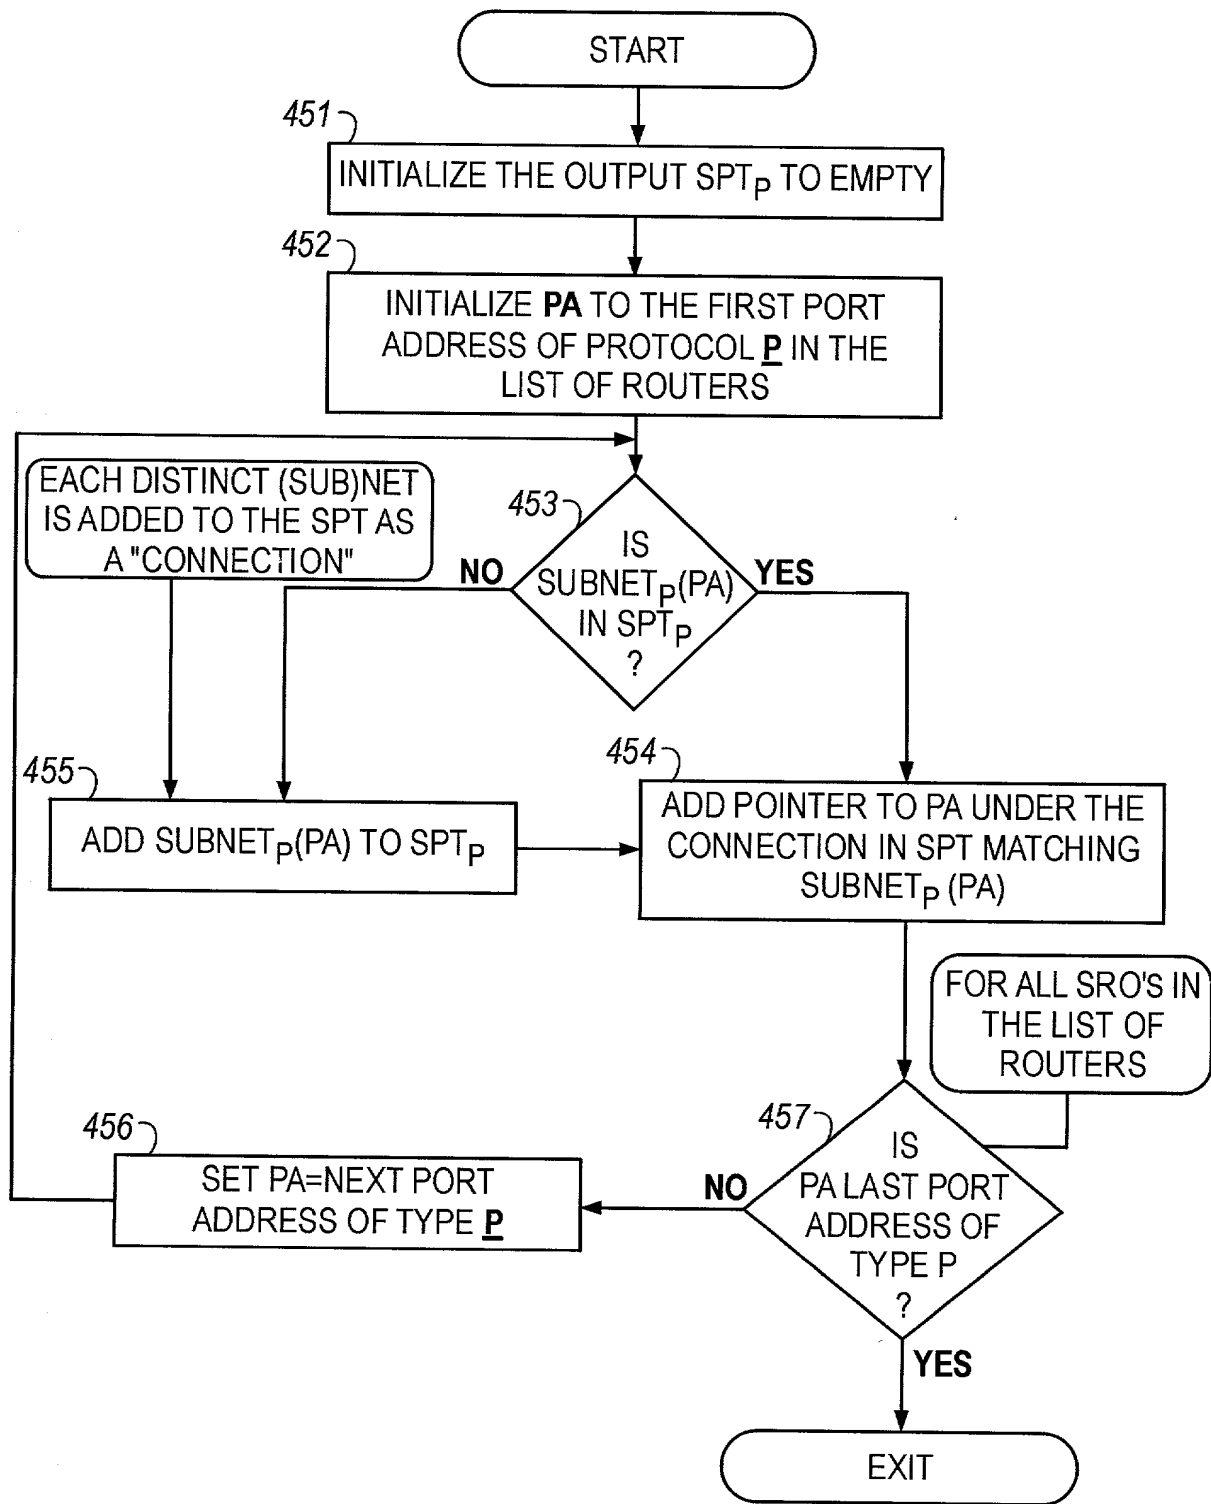 START
451
INITIALIZE THE OUTPUT SPTP TO EMPTY
452
INITIALIZE PA TO THE FIRST PORT
ADDRESS OF PROTOCOL P IN THE
LIST OF ROUTERS
EACH DISTINCT (SUB)NET
IS ADDED TO THE SPT AS
A "CONNECTION"
453
IS
SUBNETP(PA)
IN SPTP
?
NO
YES
455
ADD SUBNETP(PA) TO SPTP
454
ADD POINTER TO PA UNDER THE
CONNECTION IN SPT MATCHING
SUBNETP (PA)
FOR ALL SRO'S IN
THE LIST OF
ROUTERS
457
IS
PA LAST PORT
ADDRESS OF
TYPE P
?
NO
456
SET PA=NEXT PORT
ADDRESS OF TYPE P
YES
EXIT